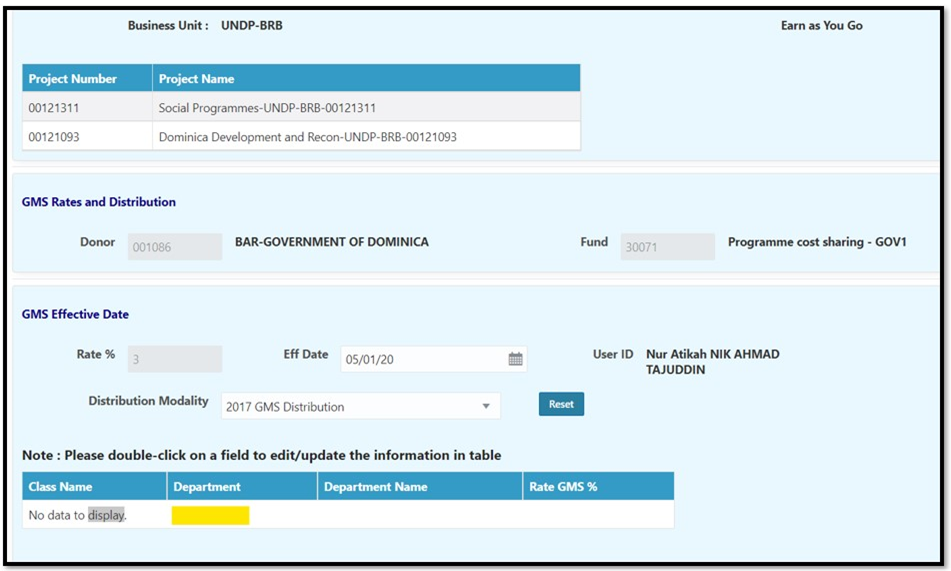 Business Unit : UNDP-BRB Earn as You Go
Project Number Project Name
00121311 Social Programmes-UNDP-BRB-00121311
00121093 Dominica Development and Recon-UNDP-BRB-00121093
GMS Rates and Distribution
Donor 001086 BAR-GOVERNMENT OF DOMINICA Fund 30071 Programme cost sharing - GOV1
GMS Effective Date
Rate % 3 Eff Date 05/01/20 User ID Nur Atikah NIK AHMAD
TAJUDDIN
Distribution Modality 2017 GMS Distribution Reset
Note : Please double-click on a field to edit/update the information in table
Class Name Department Department Name Rate GMS %
No data to display.